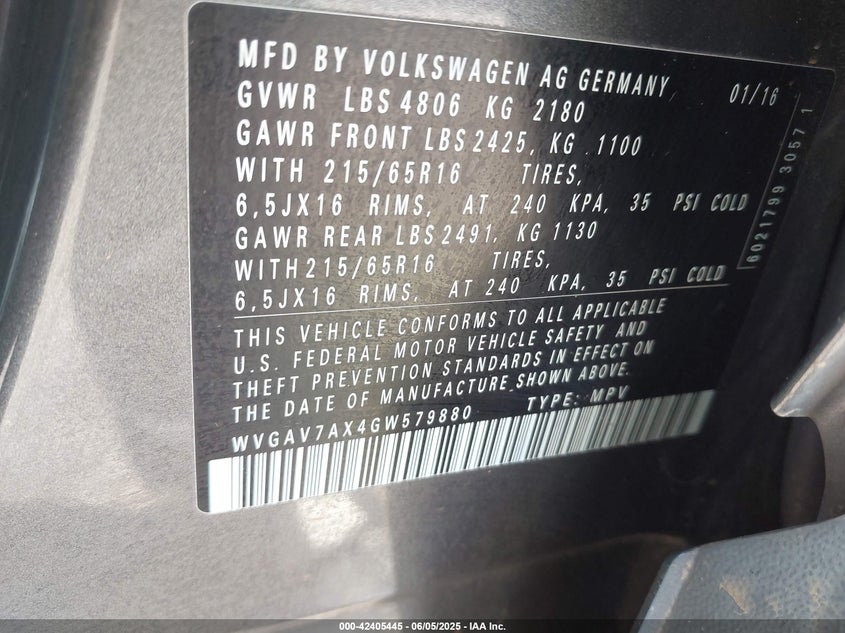 MFD BY VOLKSWAGEN AG GERMANY 01/16
GVWR LBS 4806 KG 2180
GAWR FRONT LBS 2425, KG 1100
WITH 215/65R16 TIRES,
6,5JX16 RIMS, AT 240 KPA, 35 PSI COLD
GAWR REAR LBS 2491, KG 1130
WITH 215/65R16 TIRES,
6,5JX16 RIMS, AT 240 KPA, 35 PSI COLD
THIS VEHICLE CONFORMS TO ALL APPLICABLE
U.S. FEDERAL MOTOR VEHICLE SAFETY AND
THEFT PREVENTION STANDARDS IN EFFECT ON
THE DATE OF MANUFACTURE SHOWN ABOVE.
WVGAV7AX4GW579880 TYPE: MPV
6021799 3057 1
000-42405445 - 06/05/2025 - IAA Inc.